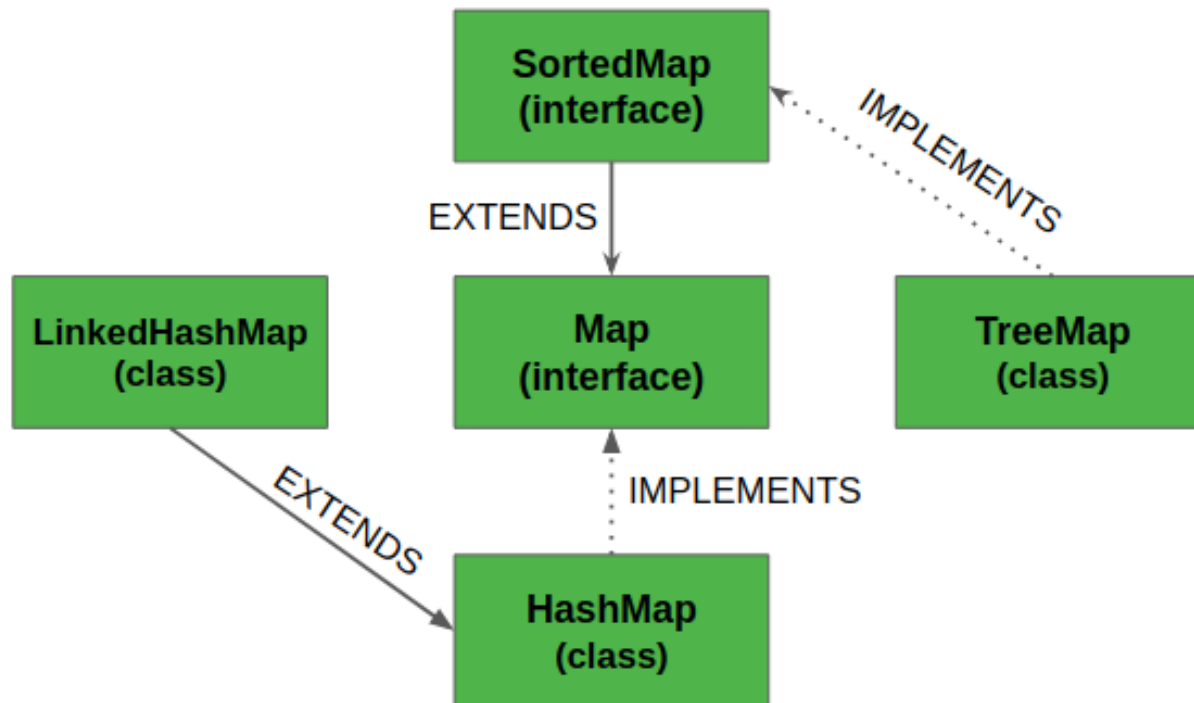 SortedMap
(interface)
IMPLEMENTS
EXTENDS
LinkedHashMap
(class)
Map
(interface)
TreeMap
(class)
EXTENDS
IMPLEMENTS
HashMap
(class)